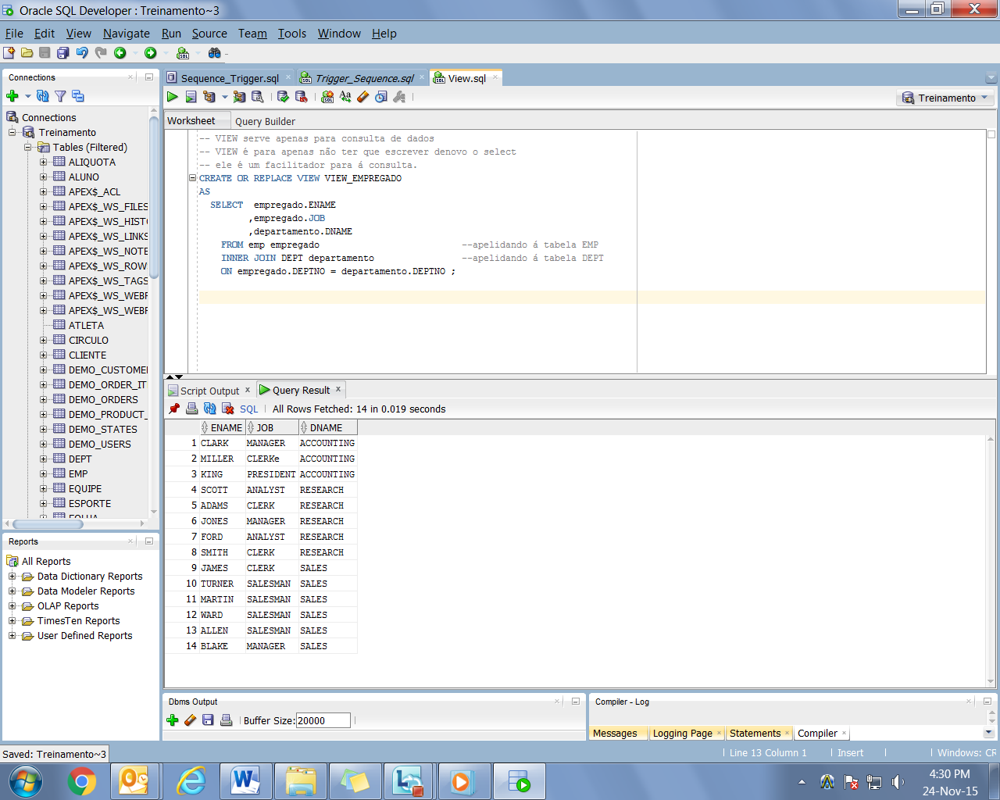 Oracle SQL Developer : Treinamento~3
File Edit View Navigate Run Source Team Tools Window Help
Connections
Connections
Treinamento
Tables (Filtered)
ALIQUOTA
ALUNO
APEX$_ACL
APEX$_WS_FILES
APEX$_WS_HIST
APEX$_WS_LINKS
APEX$_WS_NOTE
APEX$_WS_ROW
APEX$_WS_TAGS
APEX$_WS_WEBP
APEX$_WS_WEBP
ATLETA
CIRCULO
CLIENTE
DEMO_CUSTOME
DEMO_ORDER_IT
DEMO_ORDERS
DEMO_PRODUCT_
DEMO_STATES
DEMO_USERS
DEPT
EMP
EQUIPE
ESPORTE
Reports
All Reports
Data Dictionary Reports
Data Modeler Reports
OLAP Reports
TimesTen Reports
User Defined Reports
Sequence_Trigger.sql Trigger_Sequence.sql View.sql
Treinamento
Worksheet Query Builder
-- VIEW serve apenas para consulta de dados
-- VIEW é para apenas não ter que escrever denovo o select
-- ele é um facilitador para á consulta.
CREATE OR REPLACE VIEW VIEW_EMPREGADO
AS
SELECT empregado.ENAME
,empregado.JOB
,departamento.DNAME
FROM emp empregado --apelidando á tabela EMP
INNER JOIN DEPT departamento --apelidando á tabela DEPT
ON empregado.DEPTNO = departamento.DEPTNO ;
Script Output Query Result
SQL All Rows Fetched: 14 in 0.019 seconds
ENAME JOB DNAME
1 CLARK MANAGER ACCOUNTING
2 MILLER CLERKe ACCOUNTING
3 KING PRESIDENT ACCOUNTING
4 SCOTT ANALYST RESEARCH
5 ADAMS CLERK RESEARCH
6 JONES MANAGER RESEARCH
7 FORD ANALYST RESEARCH
8 SMITH CLERK RESEARCH
9 JAMES CLERK SALES
10 TURNER SALESMAN SALES
11 MARTIN SALESMAN SALES
12 WARD SALESMAN SALES
13 ALLEN SALESMAN SALES
14 BLAKE MANAGER SALES
Dbms Output
Buffer Size: 20000
Compiler - Log
Messages Logging Page Statements Compiler
Saved: Treinamento~3
Line 13 Column 1 Insert Windows: CR
4:30 PM
24-Nov-15